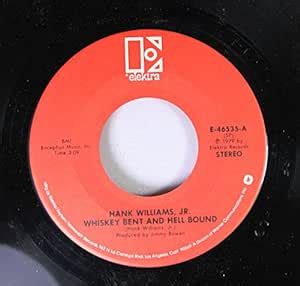 elektra
BMI
Bocephus Music, Inc.
Time 3:09
E-46535-A
(SP)
℗ 1979 by
Elektra Records
STEREO
HANK WILLIAMS, JR.
WHISKEY BENT AND HELL BOUND
(Hank Williams, Jr.)
Produced by Jimmy Bowen